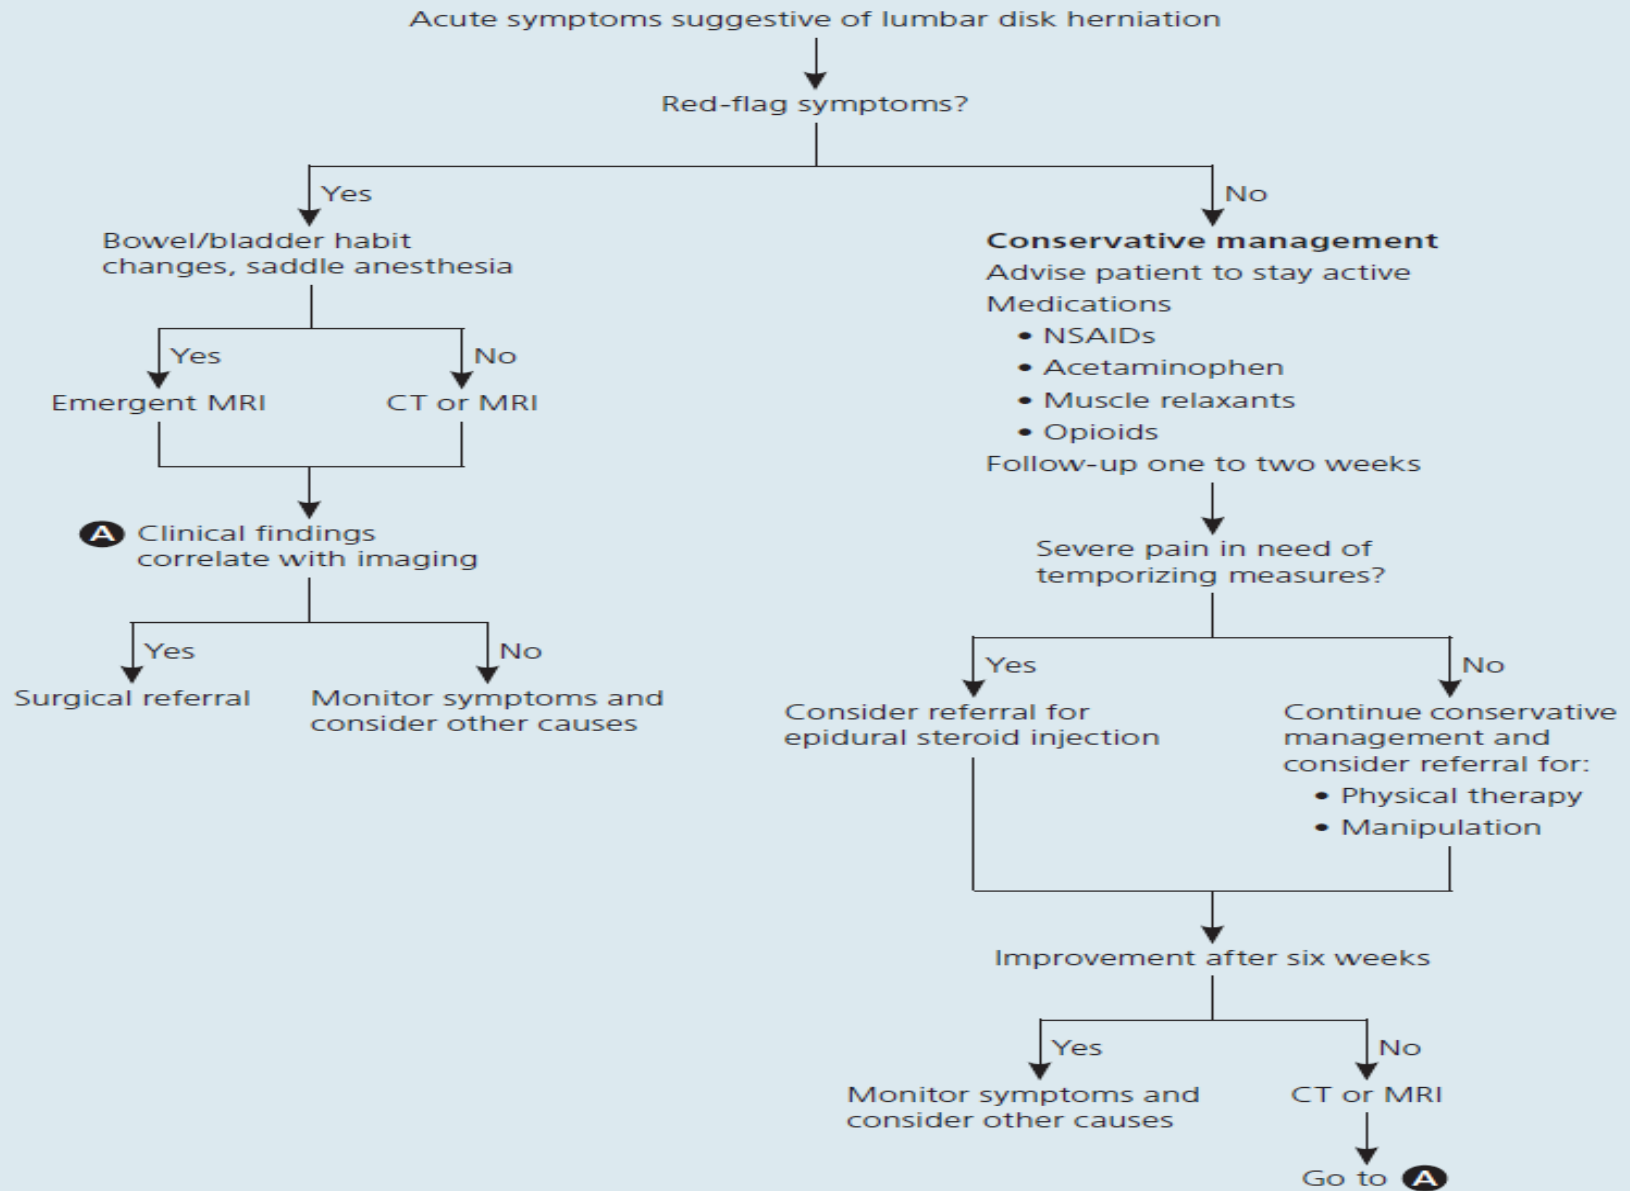 Acute symptoms suggestive of lumbar disk herniation
Red-flag symptoms?
Yes
No
Bowel/bladder habit
changes, saddle anesthesia
Yes
No
Emergent MRI
CT or MRI
A Clinical findings
correlate with imaging
Yes
No
Surgical referral
Monitor symptoms and
consider other causes
Conservative management
Advise patient to stay active
Medications
• NSAIDs
• Acetaminophen
• Muscle relaxants
• Opioids
Follow-up one to two weeks
Severe pain in need of
temporizing measures?
Yes
No
Consider referral for
epidural steroid injection
Continue conservative
management and
consider referral for:
• Physical therapy
• Manipulation
Improvement after six weeks
Yes
No
Monitor symptoms and
consider other causes
CT or MRI
Go to A